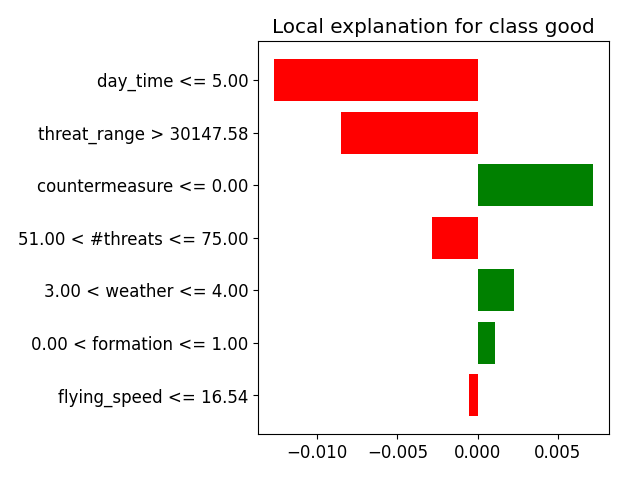 Local explanation for class good
day_time <= 5.00
threat_range > 30147.58
countermeasure <= 0.00
51.00 < #threats <= 75.00
3.00 < weather <= 4.00
0.00 < formation <= 1.00
flying_speed <= 16.54
−0.010 −0.005 0.000 0.005